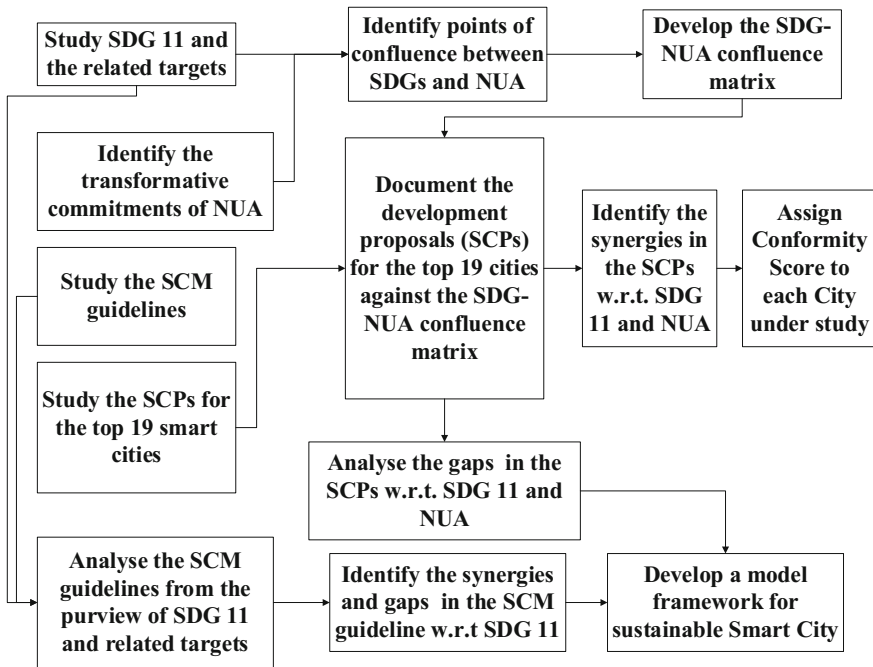 Study SDG 11 and
the related targets
Identify points of
confluence between
SDGs and NUA
Develop the SDG-
NUA confluence
matrix
Identify the
transformative
commitments of NUA
Document the
development
proposals (SCPs)
for the top 19 cities
against the SDG-
NUA confluence
matrix
Identify the
synergies in
the SCPs
w.r.t. SDG
11 and NUA
Assign
Conformity
Score to
each City
under study
Study the SCM
guidelines
Study the SCPs for
the top 19 smart
cities
Analyse the gaps in the
SCPs w.r.t. SDG 11 and
NUA
Analyse the SCM
guidelines from the
purview of SDG 11
and related targets
Identify the synergies
and gaps in the SCM
guideline w.r.t SDG 11
Develop a model
framework for
sustainable Smart City